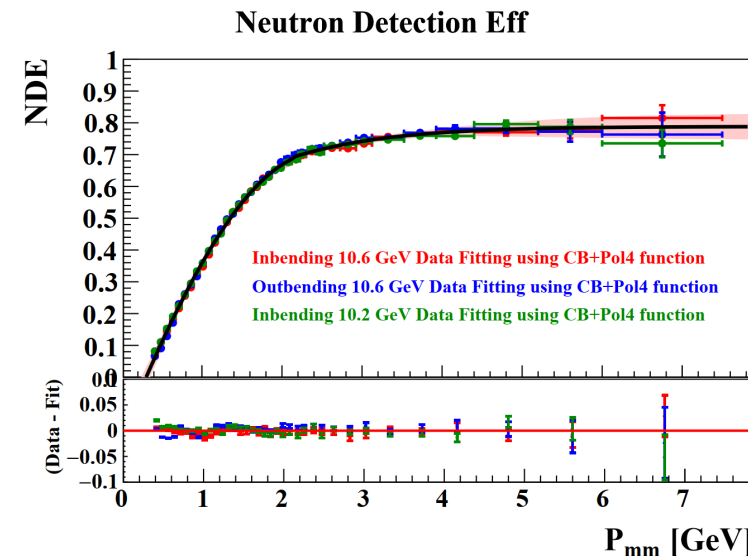 Neutron Detection Eff
NDE
1
0.9
0.8
0.7
0.6
0.5
0.4
0.3
0.2
0.1
0
Inbending 10.6 GeV Data Fitting using CB+Pol4 function
Outbending 10.6 GeV Data Fitting using CB+Pol4 function
Inbending 10.2 GeV Data Fitting using CB+Pol4 function
(Data - Fit)
0.1
0.05
0
−0.05
−0.1
0 1 2 3 4 5 6 7
P_mm [GeV]